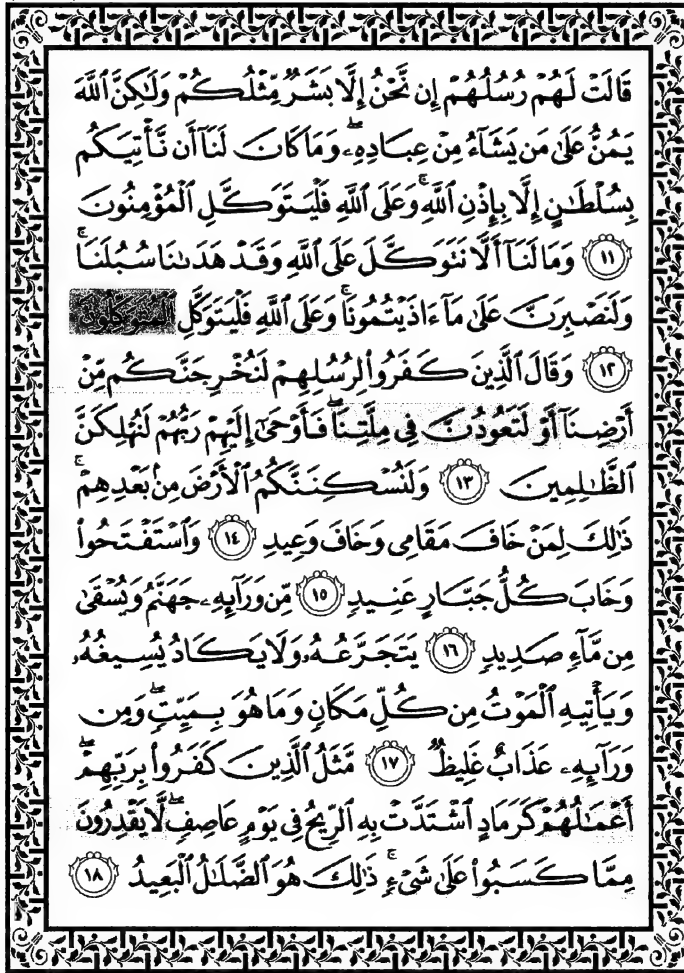 قَالَتْ لَهُمْ رُسُلُهُمْ إِن نَّحْنُ إِلَّا بَشَرٌ مِّثْلُكُمْ وَلَٰكِنَّ ٱللَّهَ
يَمُنُّ عَلَىٰ مَن يَشَآءُ مِنْ عِبَادِهِۦ ۖ وَمَا كَانَ لَنَآ أَن نَّأْتِيَكُم
بِسُلْطَٰنٍ إِلَّا بِإِذْنِ ٱللَّهِ ۚ وَعَلَى ٱللَّهِ فَلْيَتَوَكَّلِ ٱلْمُؤْمِنُونَ
١١ وَمَا لَنَآ أَلَّا نَتَوَكَّلَ عَلَى ٱللَّهِ وَقَدْ هَدَىٰنَا سُبُلَنَا ۚ
وَلَنَصْبِرَنَّ عَلَىٰ مَآ ءَاذَيْتُمُونَا ۚ وَعَلَى ٱللَّهِ فَلْيَتَوَكَّلِ ٱلْمُتَوَكِّلُونَ
١٢ وَقَالَ ٱلَّذِينَ كَفَرُوا۟ لِرُسُلِهِمْ لَنُخْرِجَنَّكُم مِّنْ
أَرْضِنَآ أَوْ لَتَعُودُنَّ فِى مِلَّتِنَا ۖ فَأَوْحَىٰٓ إِلَيْهِمْ رَبُّهُمْ لَنُهْلِكَنَّ
ٱلظَّٰلِمِينَ ١٣ وَلَنُسْكِنَنَّكُمُ ٱلْأَرْضَ مِنۢ بَعْدِهِمْ ۚ
ذَٰلِكَ لِمَنْ خَافَ مَقَامِى وَخَافَ وَعِيدِ ١٤ وَٱسْتَفْتَحُوا۟
وَخَابَ كُلُّ جَبَّارٍ عَنِيدٍ ١٥ مِّن وَرَآئِهِۦ جَهَنَّمُ وَيُسْقَىٰ
مِن مَّآءٍ صَدِيدٍ ١٦ يَتَجَرَّعُهُۥ وَلَا يَكَادُ يُسِيغُهُۥ
وَيَأْتِيهِ ٱلْمَوْتُ مِن كُلِّ مَكَانٍ وَمَا هُوَ بِمَيِّتٍ ۖ وَمِن
وَرَآئِهِۦ عَذَابٌ غَلِيظٌ ١٧ مَّثَلُ ٱلَّذِينَ كَفَرُوا۟ بِرَبِّهِمْ ۖ
أَعْمَٰلُهُمْ كَرَمَادٍ ٱشْتَدَّتْ بِهِ ٱلرِّيحُ فِى يَوْمٍ عَاصِفٍ ۖ لَّا يَقْدِرُونَ
مِمَّا كَسَبُوا۟ عَلَىٰ شَىْءٍ ۚ ذَٰلِكَ هُوَ ٱلضَّلَٰلُ ٱلْبَعِيدُ ١٨